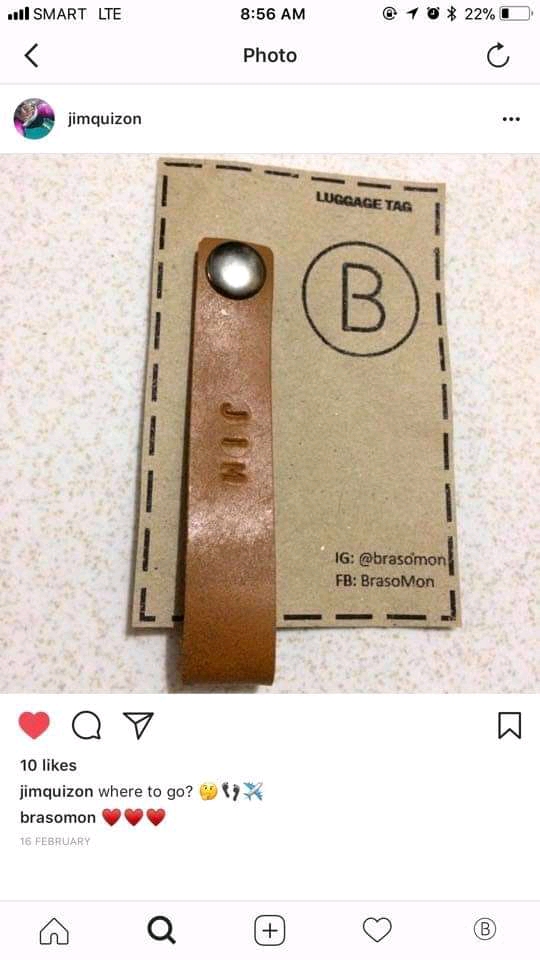 SMART LTE 8:56 AM 22%
Photo
jimquizon
LUGGAGE TAG
B
JIM
IG: @brasomon
FB: BrasoMon
10 likes
jimquizon where to go? 🤔👣✈️
brasomon ♥️♥️♥️
16 FEBRUARY
B